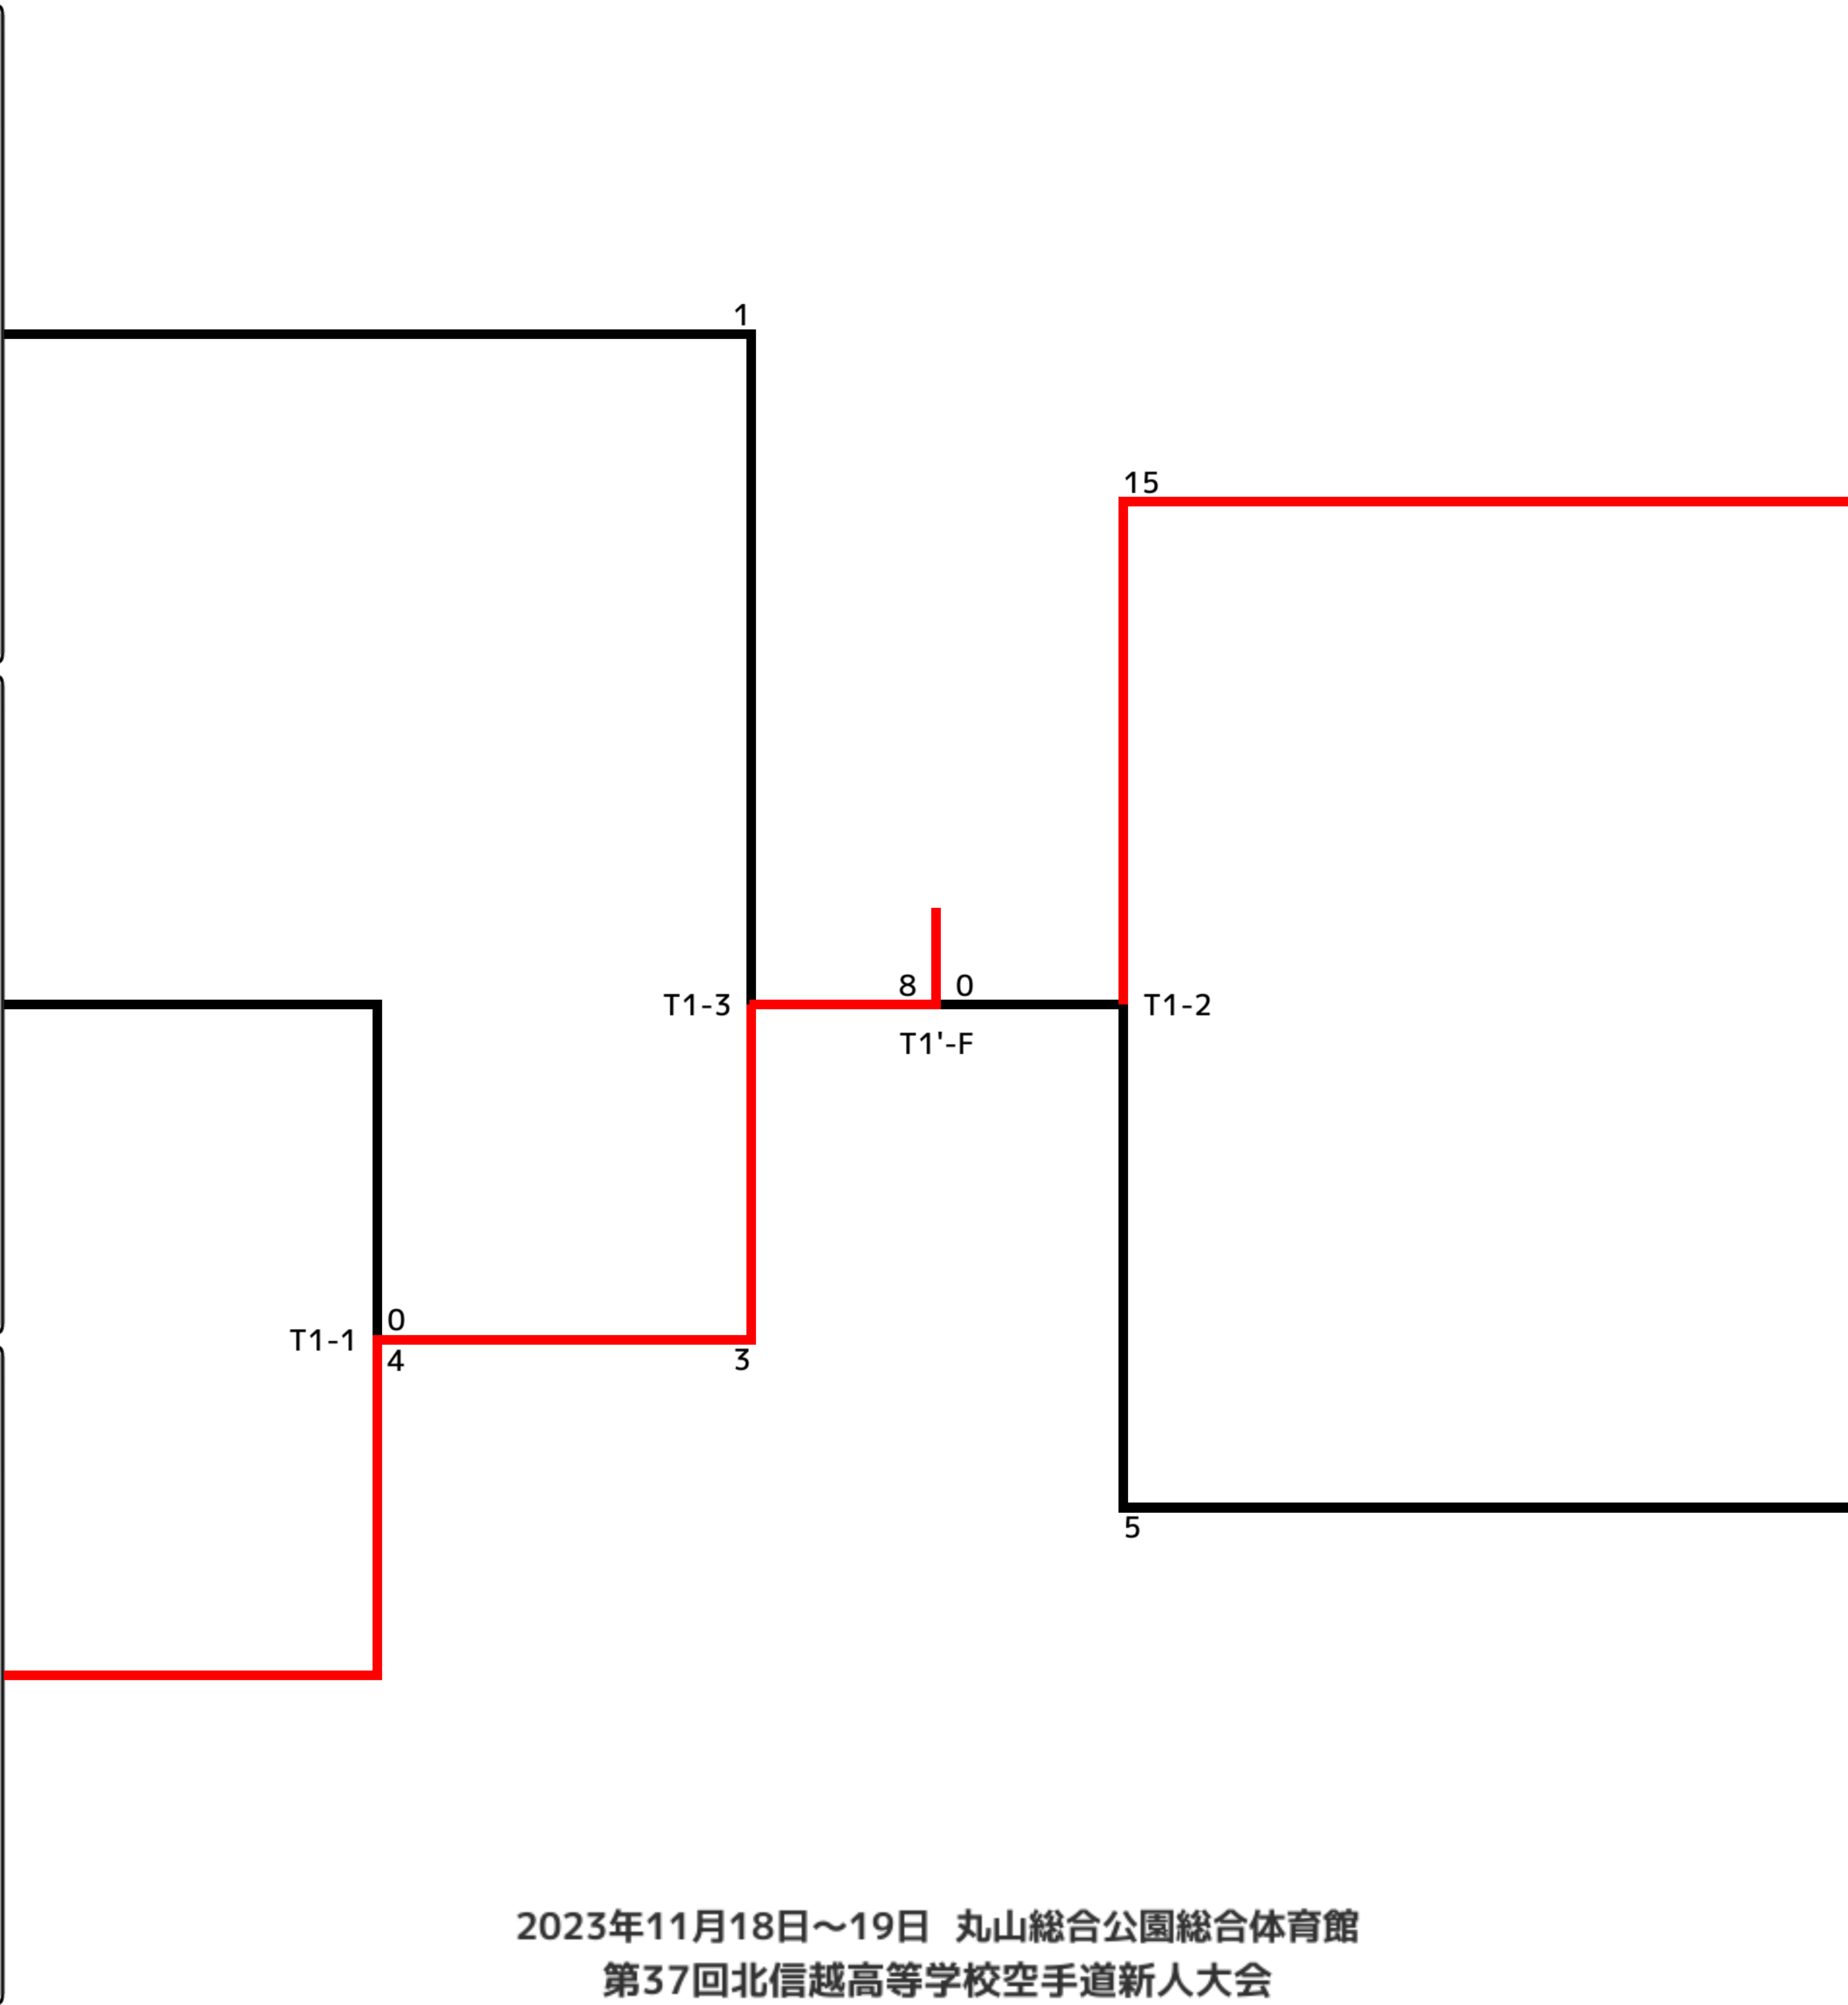 1
15
8 0
T1-3
T1-2
T1'-F
0
T1-1
4
3
5
2023年11月18日～19日 丸山総合公園総合体育館
第37回北信越高等学校空手道新人大会